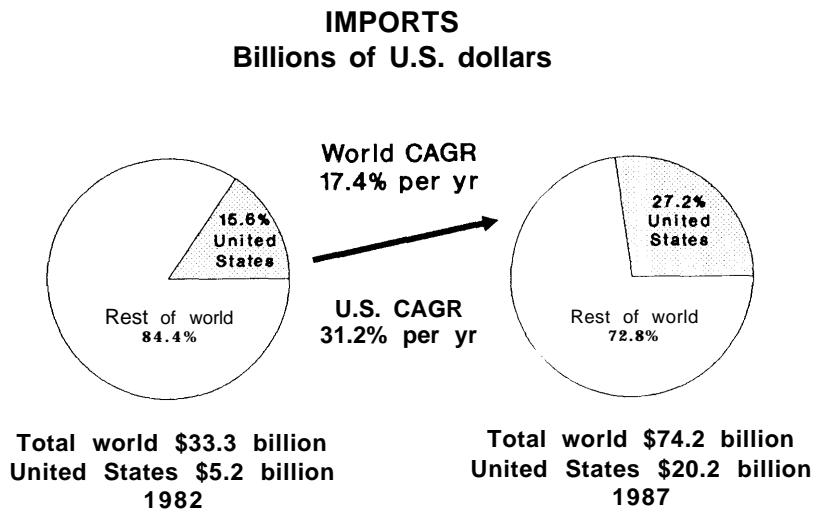 IMPORTS
Billions of U.S. dollars
World CAGR
17.4% per yr
15.6%
United
States
Rest of world
84.4%
U.S. CAGR
31.2% per yr
27.2%
United
States
Rest of world
72.8%
Total world $33.3 billion
United States $5.2 billion
1982
Total world $74.2 billion
United States $20.2 billion
1987